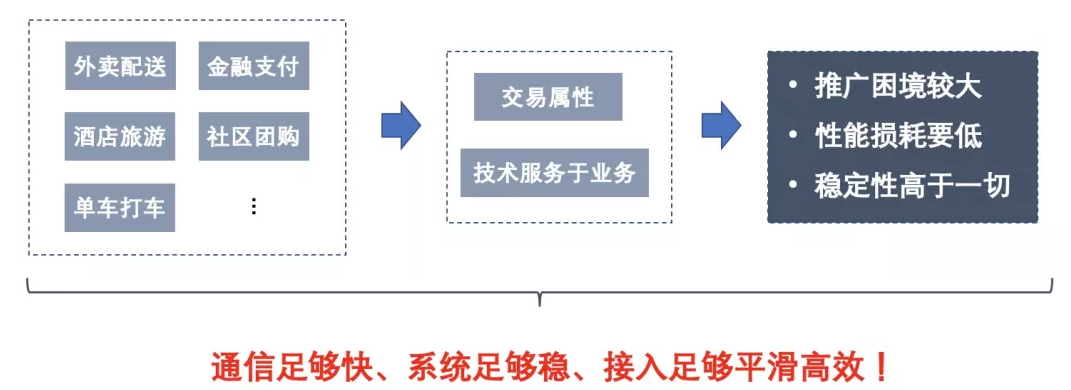 外卖配送
金融支付
酒店旅游
社区团购
单车打车
⋮
交易属性
技术服务于业务
• 推广困境较大
• 性能损耗要低
• 稳定性高于一切
通信足够快、系统足够稳、接入足够平滑高效！